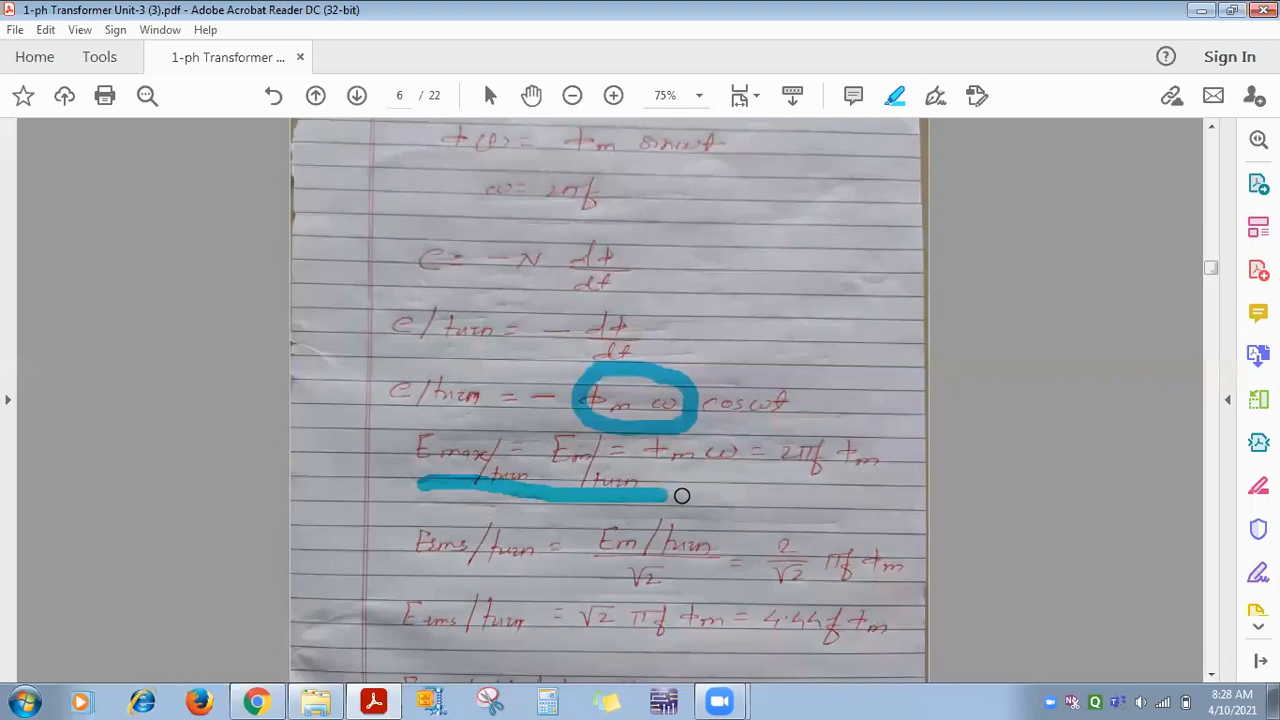 1-ph Transformer Unit-3 (3).pdf - Adobe Acrobat Reader DC (32-bit)
File Edit View Sign Window Help
Home Tools 1-ph Transformer ... × Sign In
6 / 22 75%
ϕ(t) = ϕm sinωt
ω = 2πf
e = -N dϕ/dt
e/turn = - dϕ/dt
e/turn = - ϕm ω cosωt
Emax/turn = Em/turn = ϕm ω = 2πf ϕm
Erms/turn = Em/turn / √2 = 2/√2 πf ϕm
Erms/turn = √2 πf ϕm = 4.44f ϕm
8:28 AM
4/10/2021